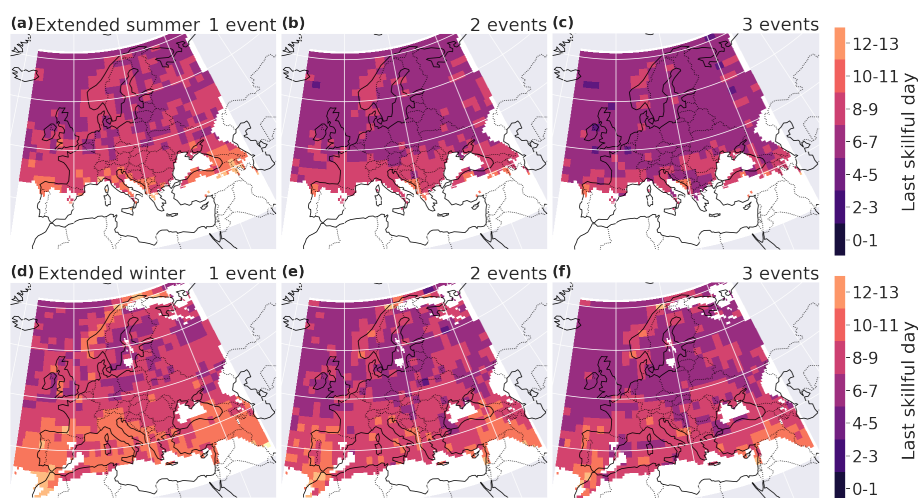 (a) Extended summer 1 event
(b) 2 events
(c) 3 events
12-13
10-11
8-9
6-7
4-5
2-3
0-1
Last skillful day
(d) Extended winter 1 event
(e) 2 events
(f) 3 events
12-13
10-11
8-9
6-7
4-5
2-3
0-1
Last skillful day